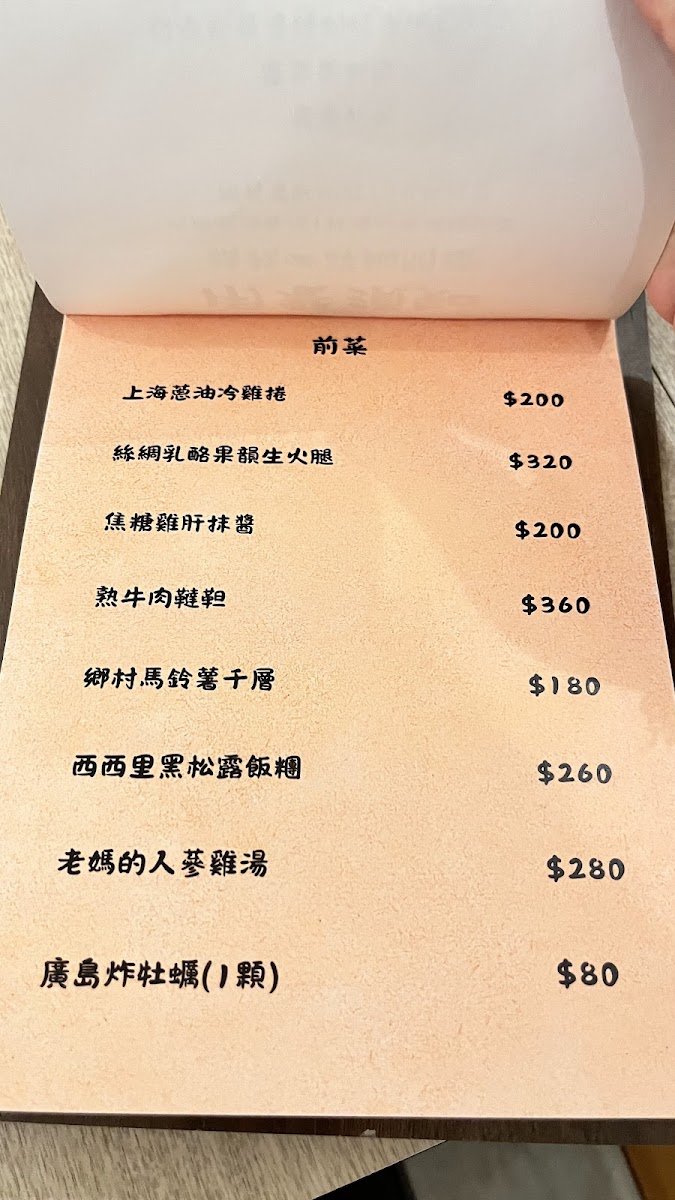 前菜
上海蔥油冷雞捲 $200
絲綢乳酪果韻生火腿 $320
焦糖雞肝抹醬 $200
熟牛肉韃靼 $360
鄉村馬鈴薯千層 $180
西西里黑松露飯糰 $260
老媽的人蔘雞湯 $280
廣島炸牡蠣(1顆) $80